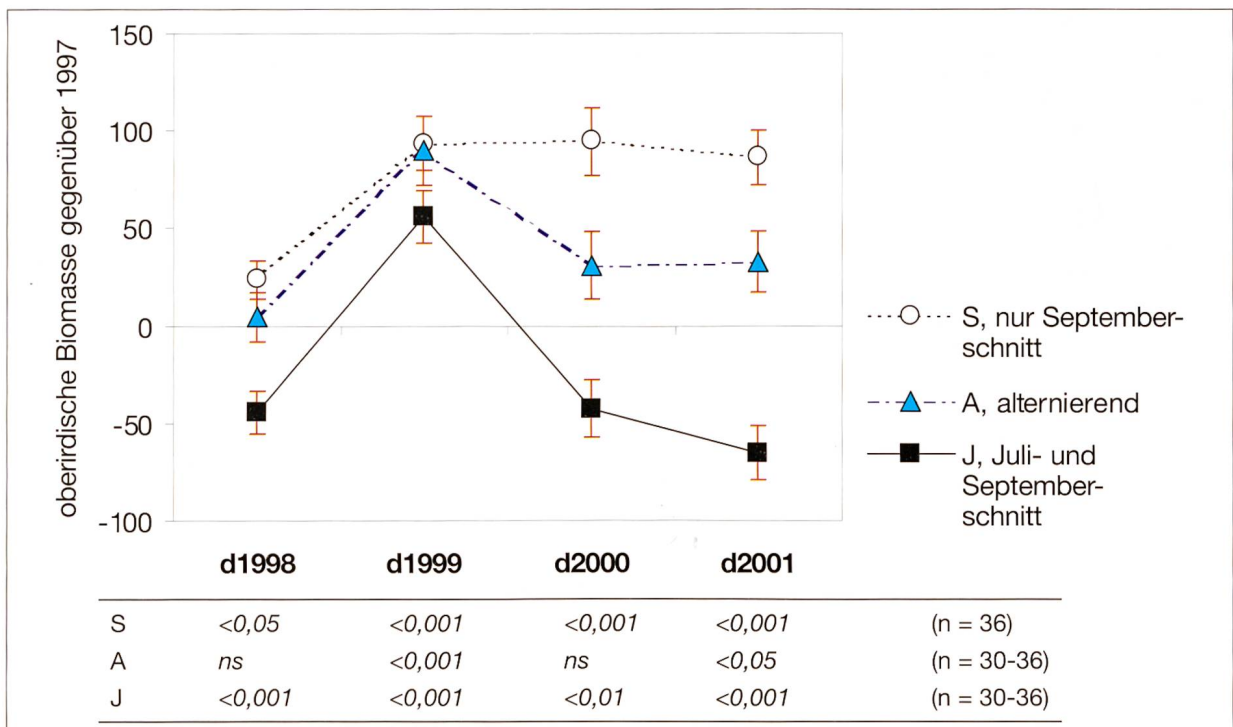 oberirdische Biomasse gegenüber 1997
150
100
50
0
-50
-100
d1998 d1999 d2000 d2001
S, nur September-
schnitt
A, alternierend
J, Juli- und
September-
schnitt
S <0,05 <0,001 <0,001 <0,001 (n = 36)
A ns <0,001 ns <0,05 (n = 30-36)
J <0,001 <0,001 <0,01 <0,001 (n = 30-36)